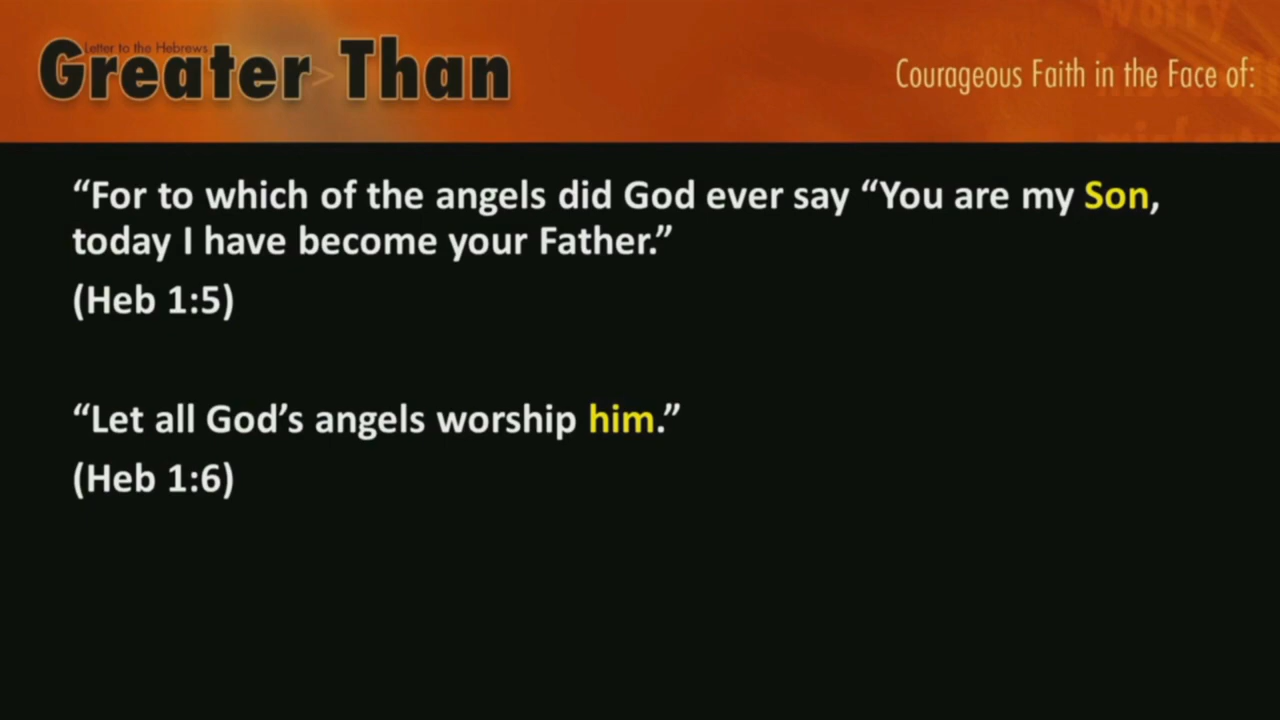 Letter to the Hebrews
Greater > Than
Courageous Faith in the Face of:
worry
“For to which of the angels did God ever say “You are my Son,
today I have become your Father.”
(Heb 1:5)
“Let all God’s angels worship him.”
(Heb 1:6)